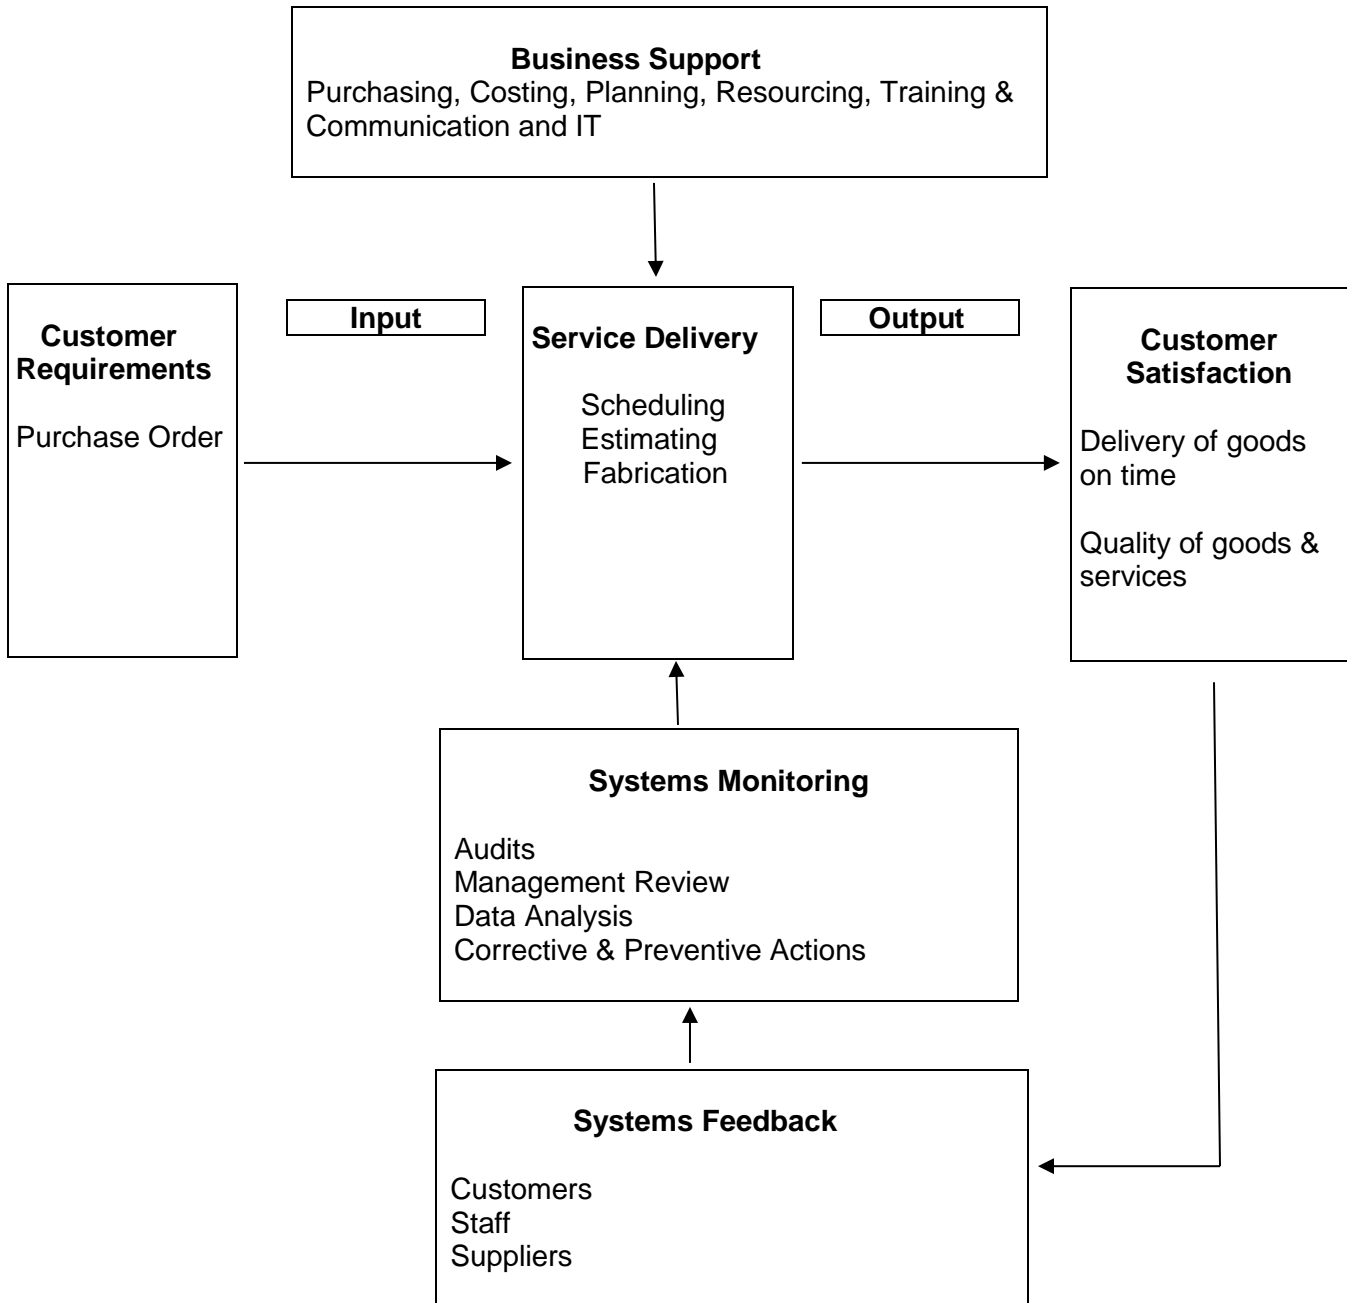 Business Support
Purchasing, Costing, Planning, Resourcing, Training &
Communication and IT
Customer
Requirements
Purchase Order
Input
Service Delivery
Scheduling
Estimating
Fabrication
Output
Customer
Satisfaction
Delivery of goods
on time
Quality of goods &
services
Systems Monitoring
Audits
Management Review
Data Analysis
Corrective & Preventive Actions
Systems Feedback
Customers
Staff
Suppliers